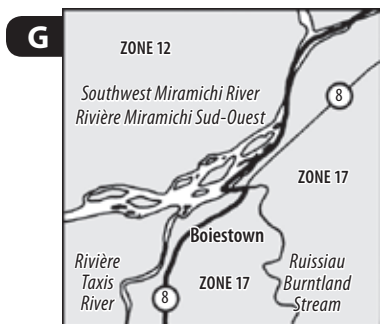 G
ZONE 12
Southwest Miramichi River
Rivière Miramichi Sud-Ouest
8
ZONE 17
Boiestown
Rivière
Taxis
River
8
ZONE 17
Ruissiau
Burntland
Stream